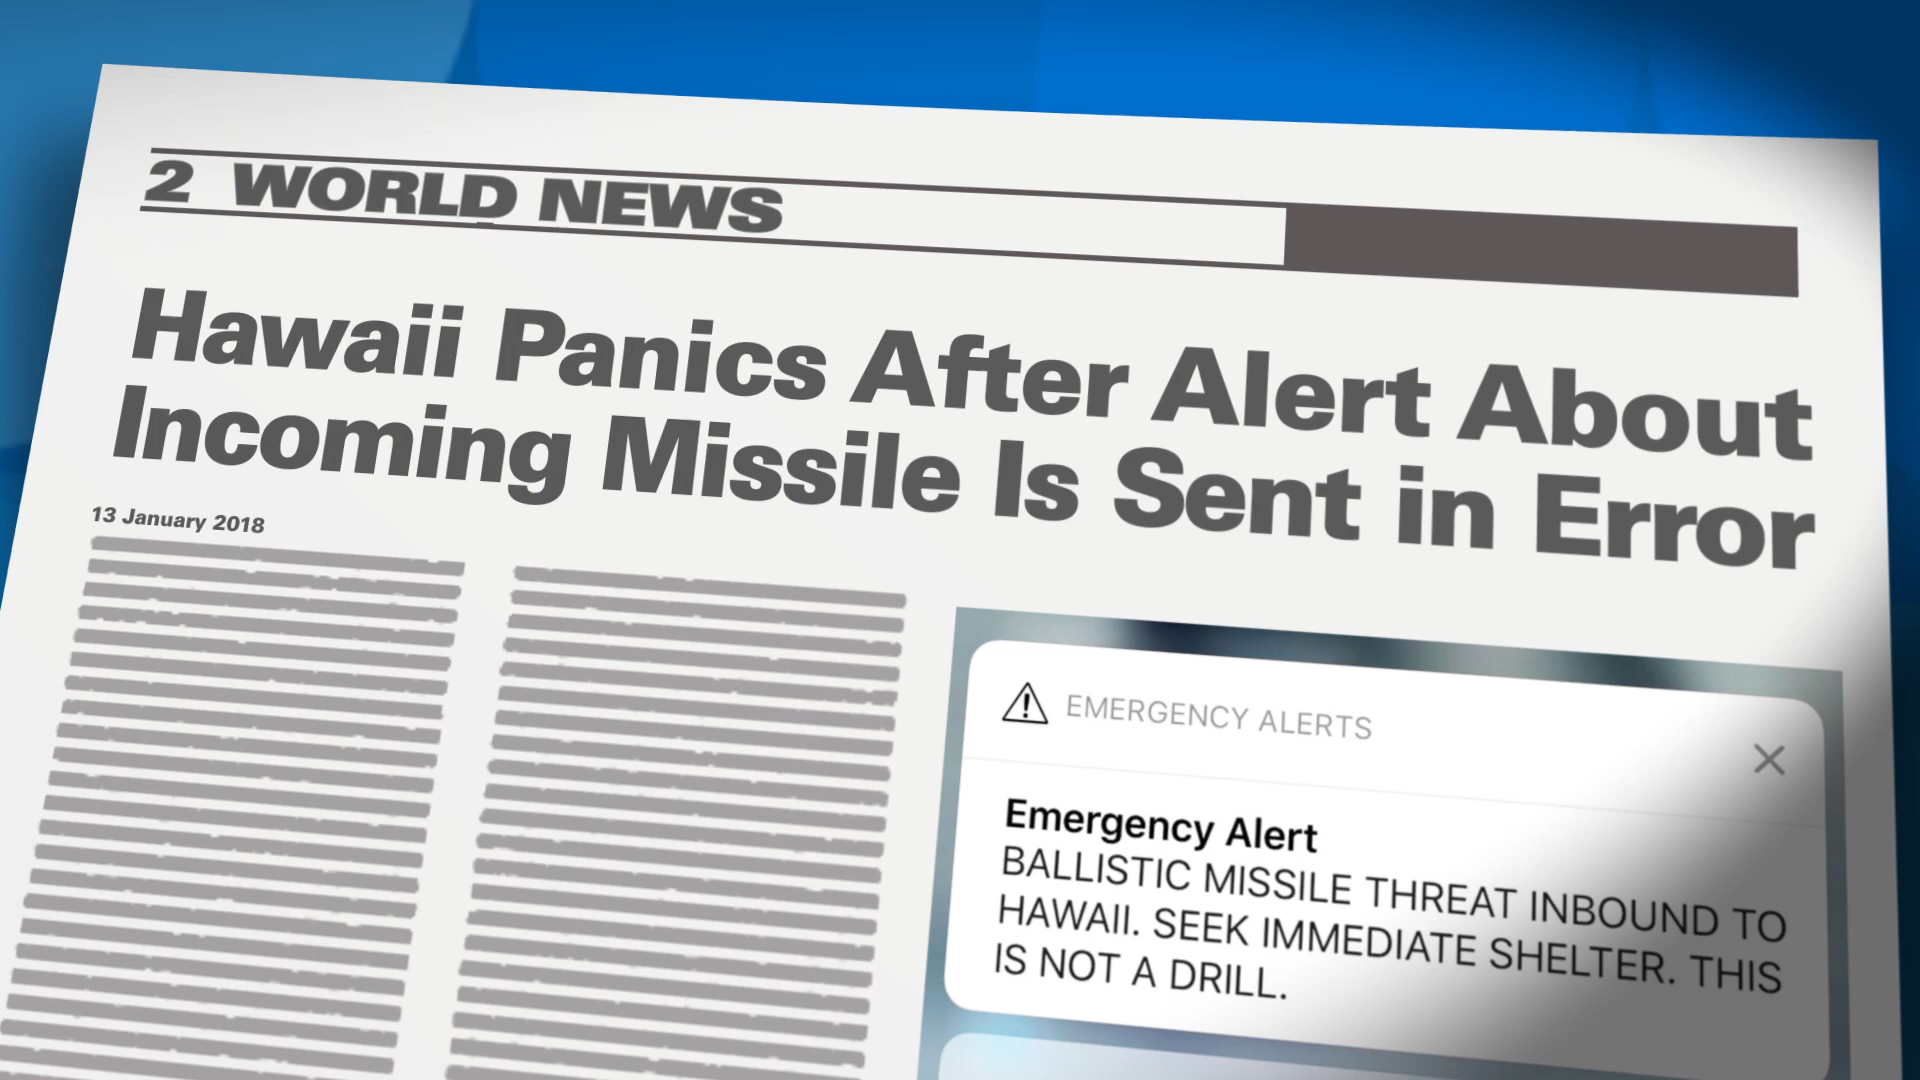 2 WORLD NEWS
Hawaii Panics After Alert About
Incoming Missile Is Sent in Error
13 January 2018
EMERGENCY ALERTS
Emergency Alert
BALLISTIC MISSILE THREAT INBOUND TO
HAWAII. SEEK IMMEDIATE SHELTER. THIS
IS NOT A DRILL.